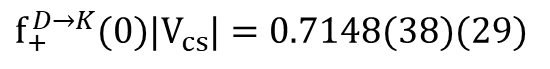 f₊^{D→K}(0)|V_cs| = 0.7148(38)(29)